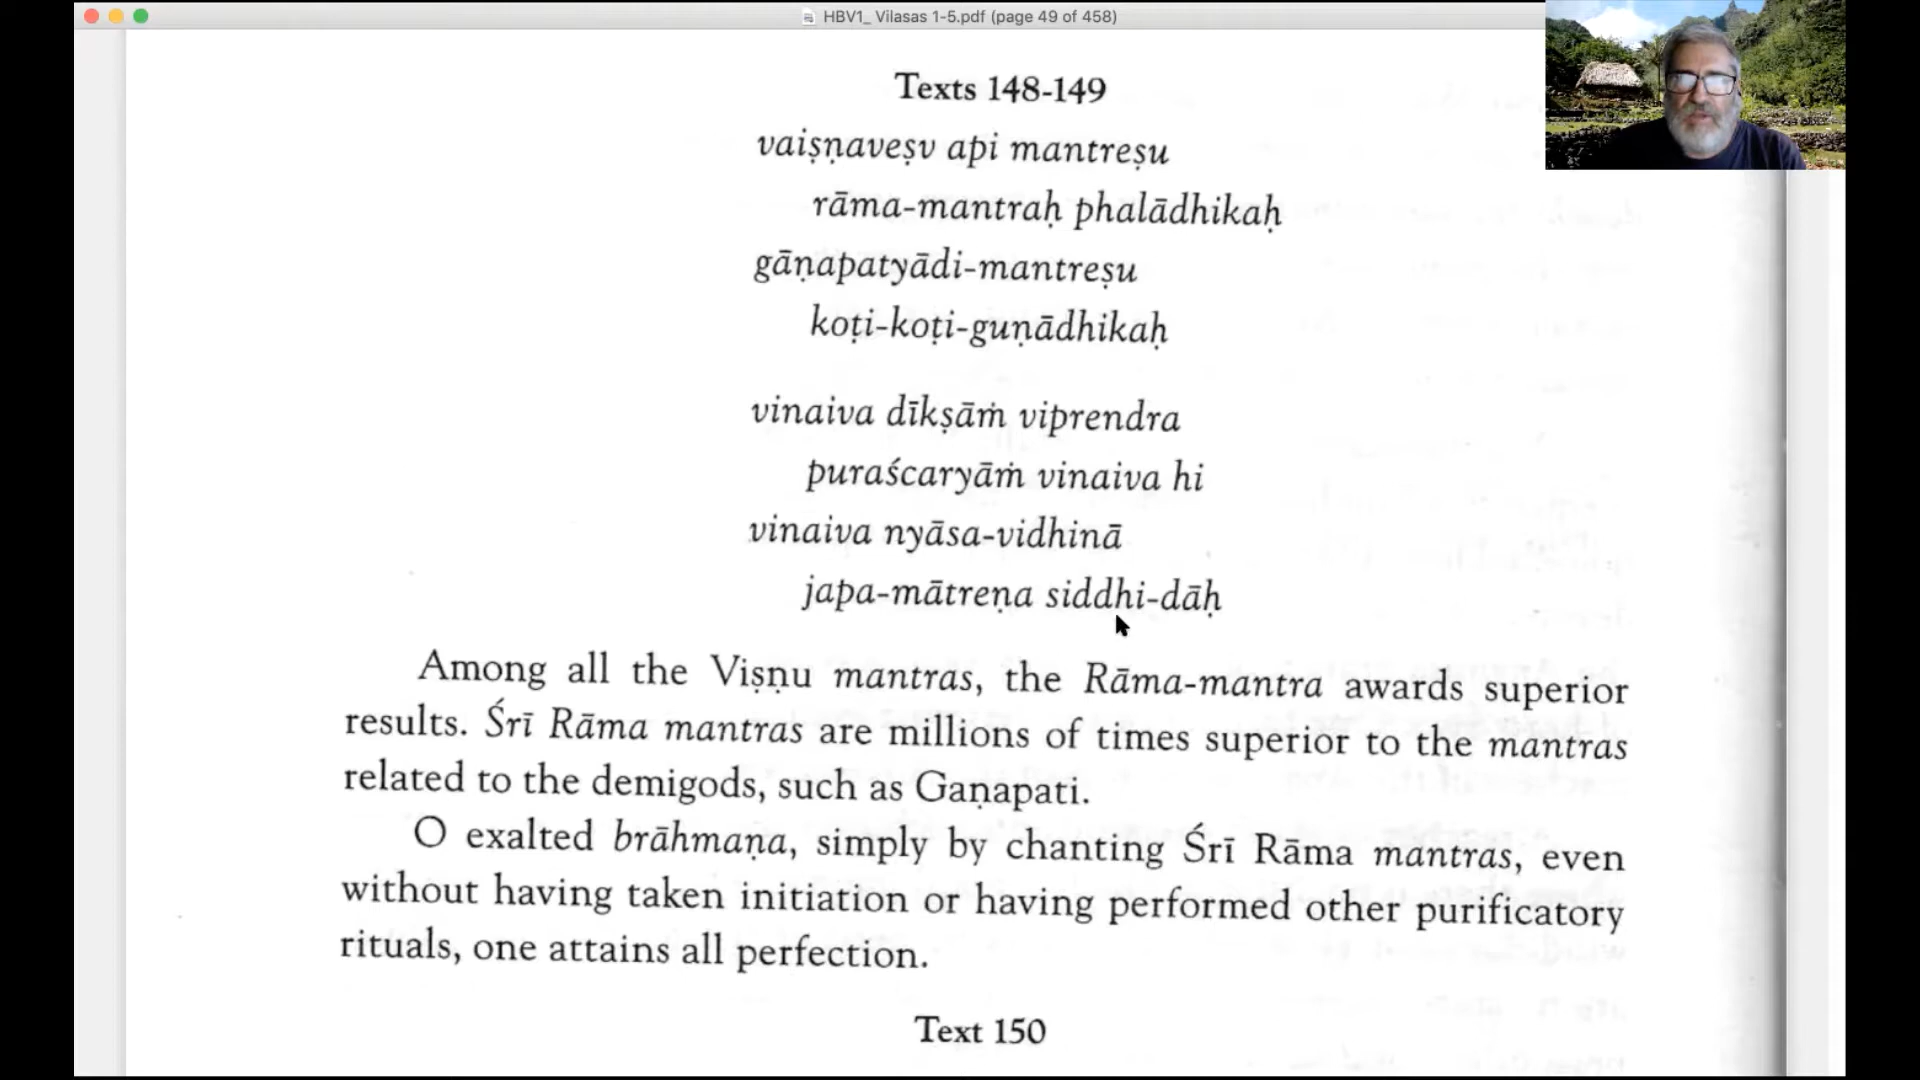 HBV1_ Vilasas 1-5.pdf (page 49 of 458)
Texts 148-149
vaiṣṇaveṣv api mantreṣu
rāma-mantraḥ phalādhikaḥ
gāṇapatyādi-mantreṣu
koṭi-koṭi-guṇādhikaḥ
vinaiva dīkṣāṁ viprendra
puraścaryāṁ vinaiva hi
vinaiva nyāsa-vidhinā
japa-mātreṇa siddhi-dāḥ
Among all the Viṣṇu mantras, the Rāma-mantra awards superior
results. Śrī Rāma mantras are millions of times superior to the mantras
related to the demigods, such as Gaṇapati.
O exalted brāhmaṇa, simply by chanting Śrī Rāma mantras, even
without having taken initiation or having performed other purificatory
rituals, one attains all perfection.
Text 150